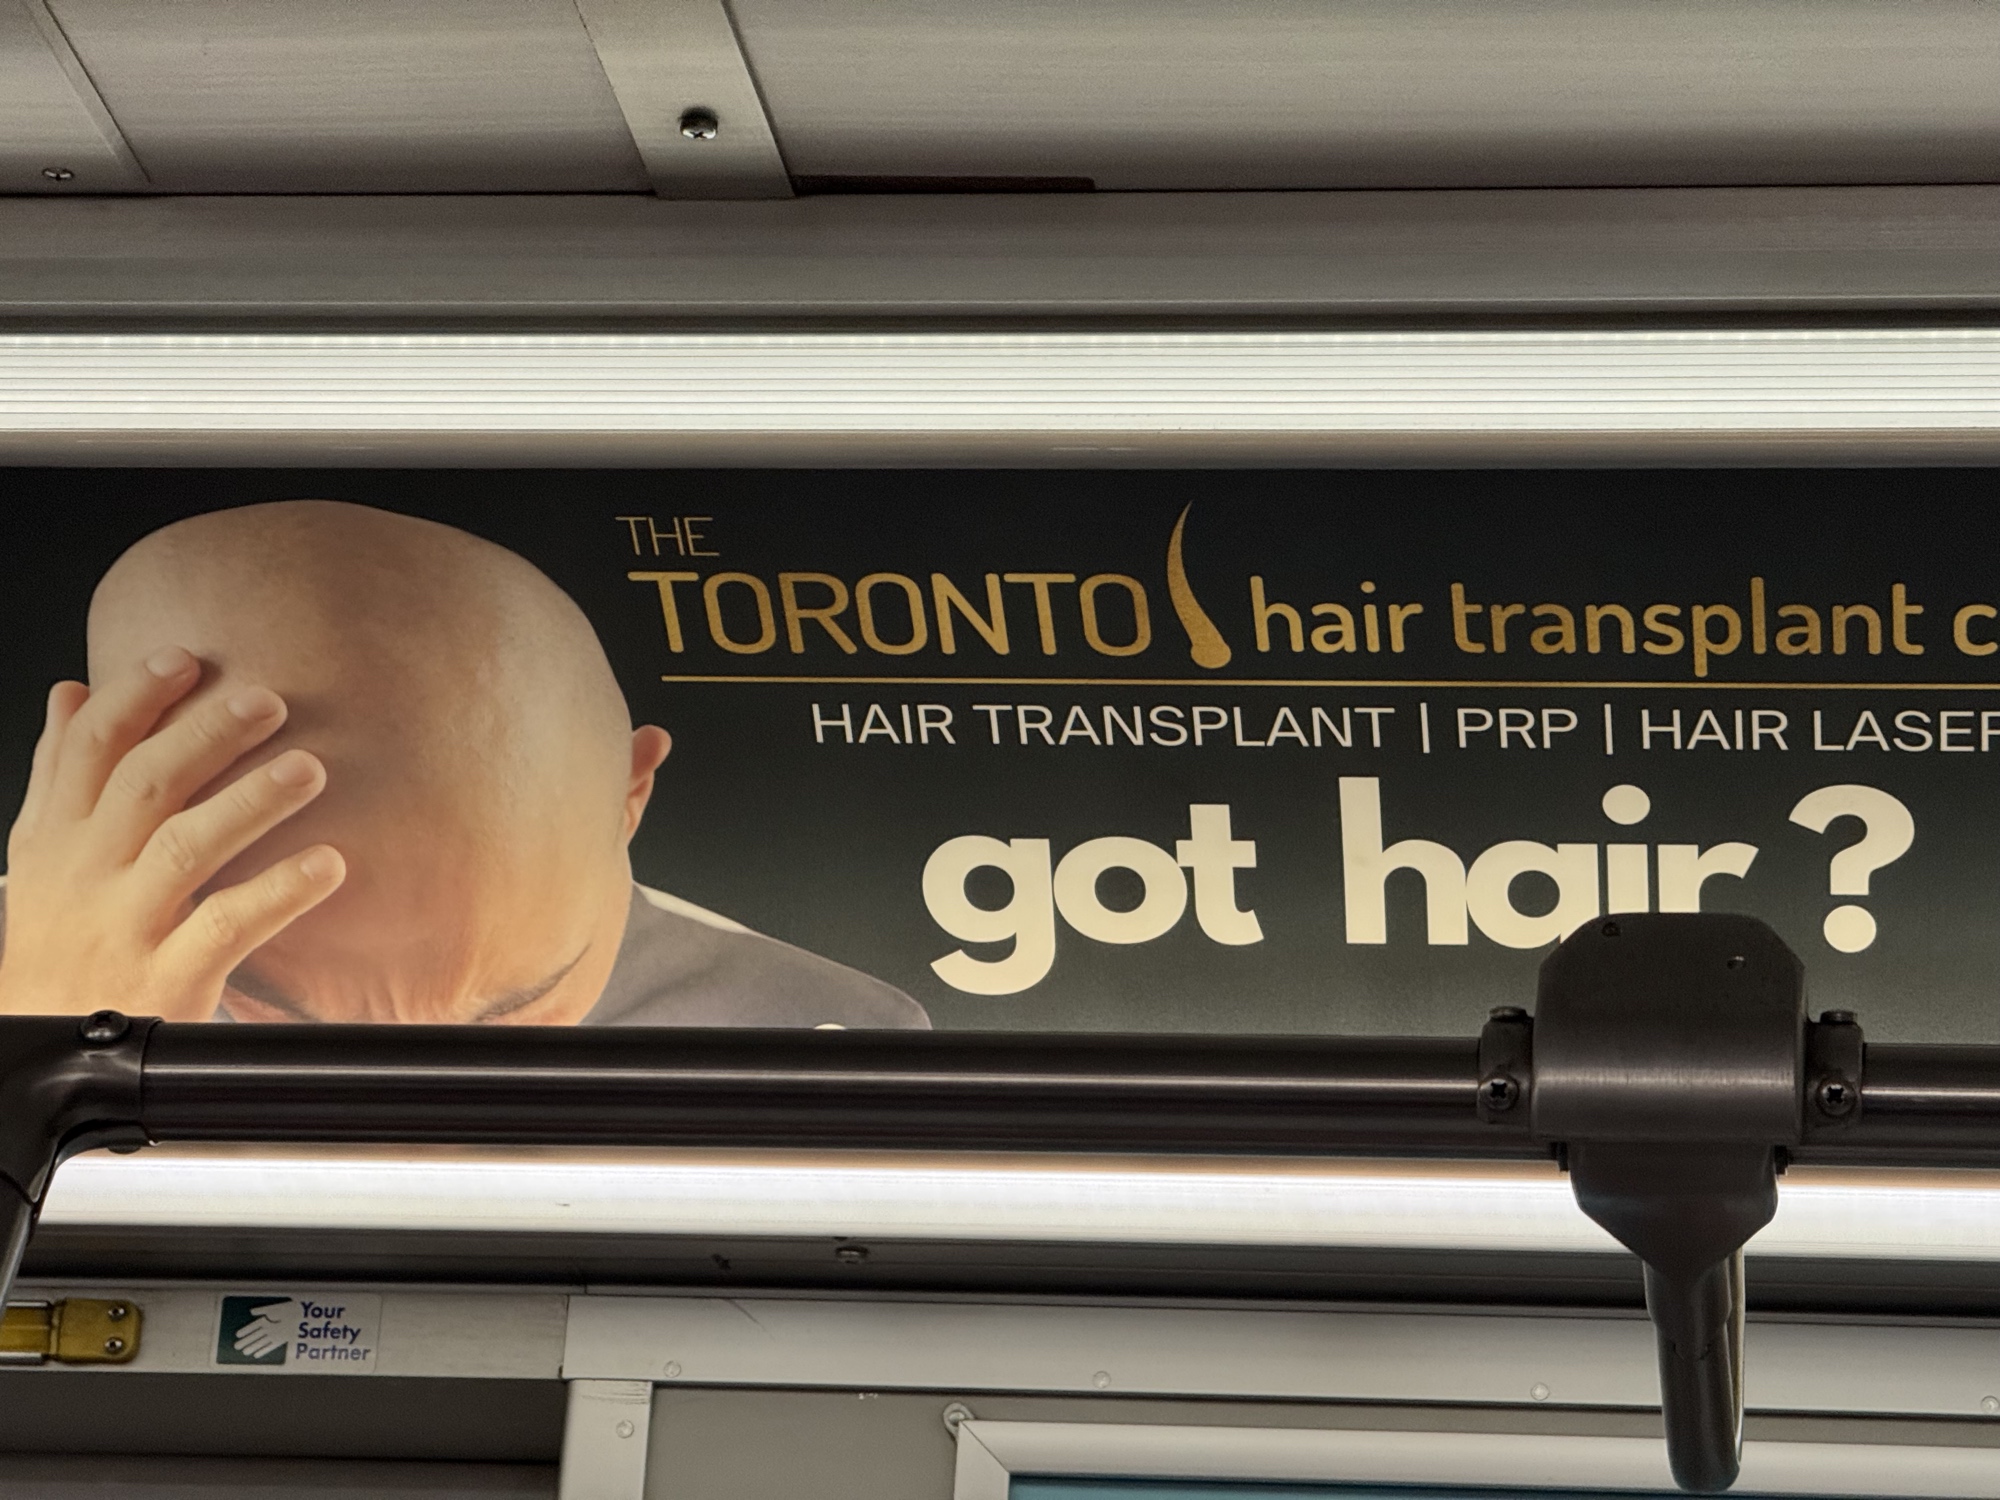 THE
TORONTO hair transplant c
HAIR TRANSPLANT | PRP | HAIR LASER
got hair ?
Your
Safety
Partner